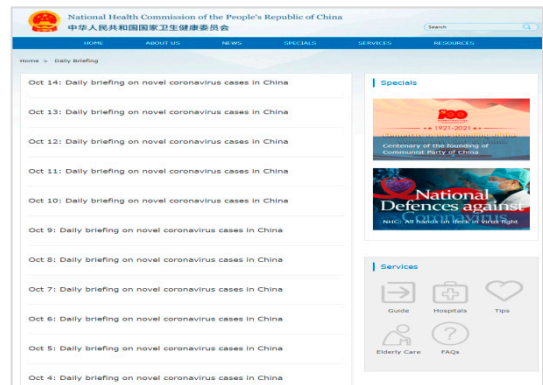 National Health Commission of the People's Republic of China
中华人民共和国国家卫生健康委员会
Search
HOME ABOUT US NEWS SPECIALS SERVICES RESOURCES
Home > Daily Briefing
Oct 14: Daily briefing on novel coronavirus cases in China
Oct 13: Daily briefing on novel coronavirus cases in China
Oct 12: Daily briefing on novel coronavirus cases in China
Oct 11: Daily briefing on novel coronavirus cases in China
Oct 10: Daily briefing on novel coronavirus cases in China
Oct 9: Daily briefing on novel coronavirus cases in China
Oct 8: Daily briefing on novel coronavirus cases in China
Oct 7: Daily briefing on novel coronavirus cases in China
Oct 6: Daily briefing on novel coronavirus cases in China
Oct 5: Daily briefing on novel coronavirus cases in China
Oct 4: Daily briefing on novel coronavirus cases in China
Specials
100
1921-2021
Centenary of the founding of
Communist Party of China
National
Defences against
Coronavirus
NHC: All hands on deck in virus fight
Services
Guide Hospitals Tips
Elderly Care FAQs